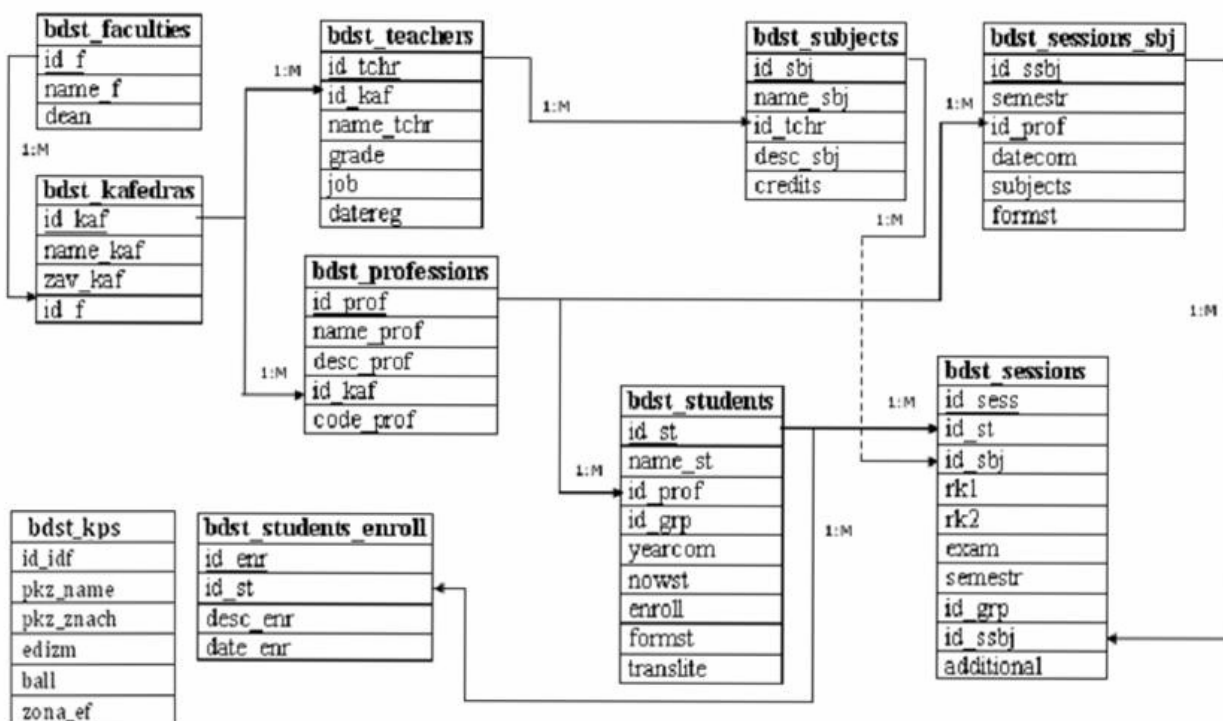 bdst_faculties
id_f
name_f
dean
1:M
bdst_kafedras
id_kaf
name_kaf
zav_kaf
id_f
1:M
bdst_teachers
id_tchr
id_kaf
name_tchr
grade
job
datereg
1:M
bdst_professions
id_prof
name_prof
desc_prof
id_kaf
code_prof
1:M
bdst_subjects
id_sbj
name_sbj
id_tchr
desc_sbj
credits
1:M
1:M
bdst_sessions_sbj
id_ssbj
semestr
id_prof
datecom
subjects
formst
1:M
1:M
bdst_students
id_st
name_st
id_prof
id_grp
yearcom
nowst
enroll
formst
translite
1:M
1:M
bdst_sessions
id_sess
id_st
id_sbj
rk1
rk2
exam
semestr
id_grp
id_ssbj
additional
bdst_kps
id_idf
pkz_name
pkz_znach
edizm
ball
zona_ef
bdst_students_enroll
id_enr
id_st
desc_enr
date_enr